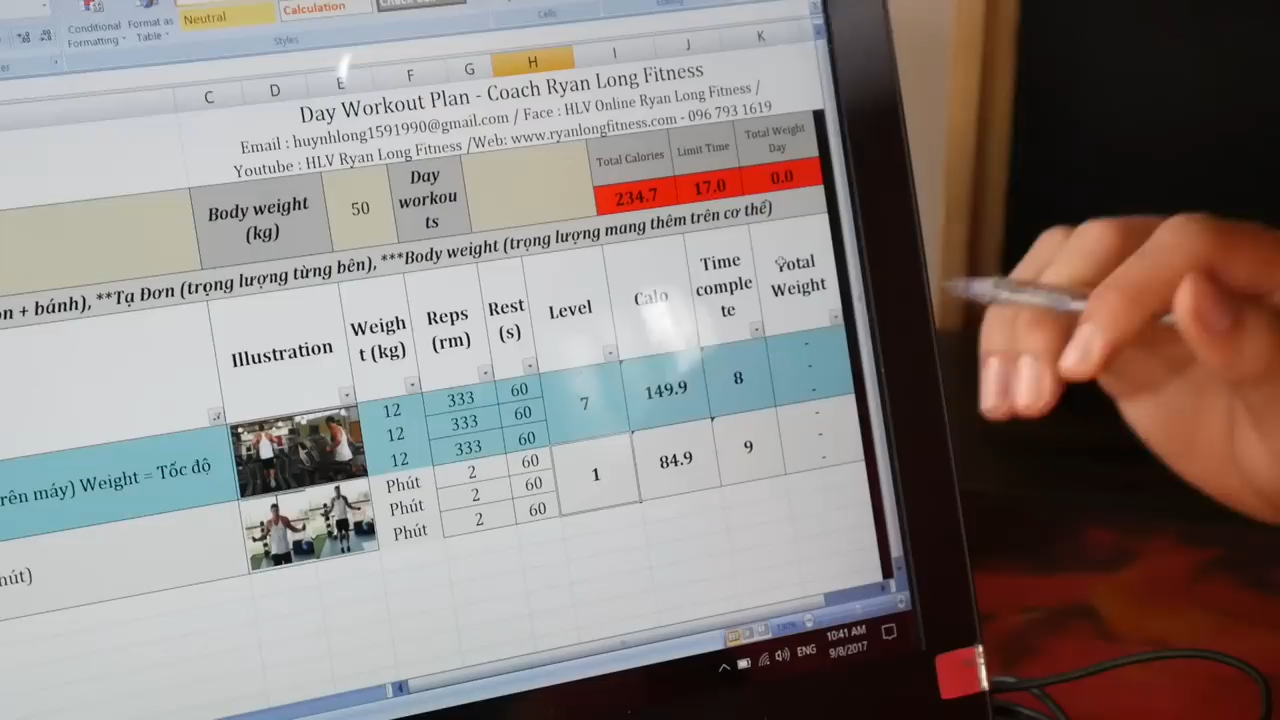 Conditional
Formatting
Format as
Table
Neutral
Calculation
Styles
Cells
C D E F G H I J K
Day Workout Plan - Coach Ryan Long Fitness
Email : huynhlong1591990@gmail.com / Face : HLV Online Ryan Long Fitness /
Youtube : HLV Ryan Long Fitness /Web: www.ryanlongfitness.com - 096 793 1619
Body weight
(kg)
50
Day
workou
ts
Total Calories
Limit Time
Total Weight
Day
234.7 17.0 0.0
on + bánh), **Tạ Đơn (trọng lượng từng bên), ***Body weight (trọng lượng mang thêm trên cơ thể)
Illustration
Weigh
t (kg)
Reps
(rm)
Rest
(s)
Level
Calo
Time
comple
te
Total
Weight
rên máy) Weight = Tốc độ
12 333 60
12 333 60
12 333 60
7 149.9 8
-
-
-
Phút 2 60
Phút 2 60
Phút 2 60
1 84.9 9
-
-
-
hút)
130%
ENG
10:41 AM
9/8/2017